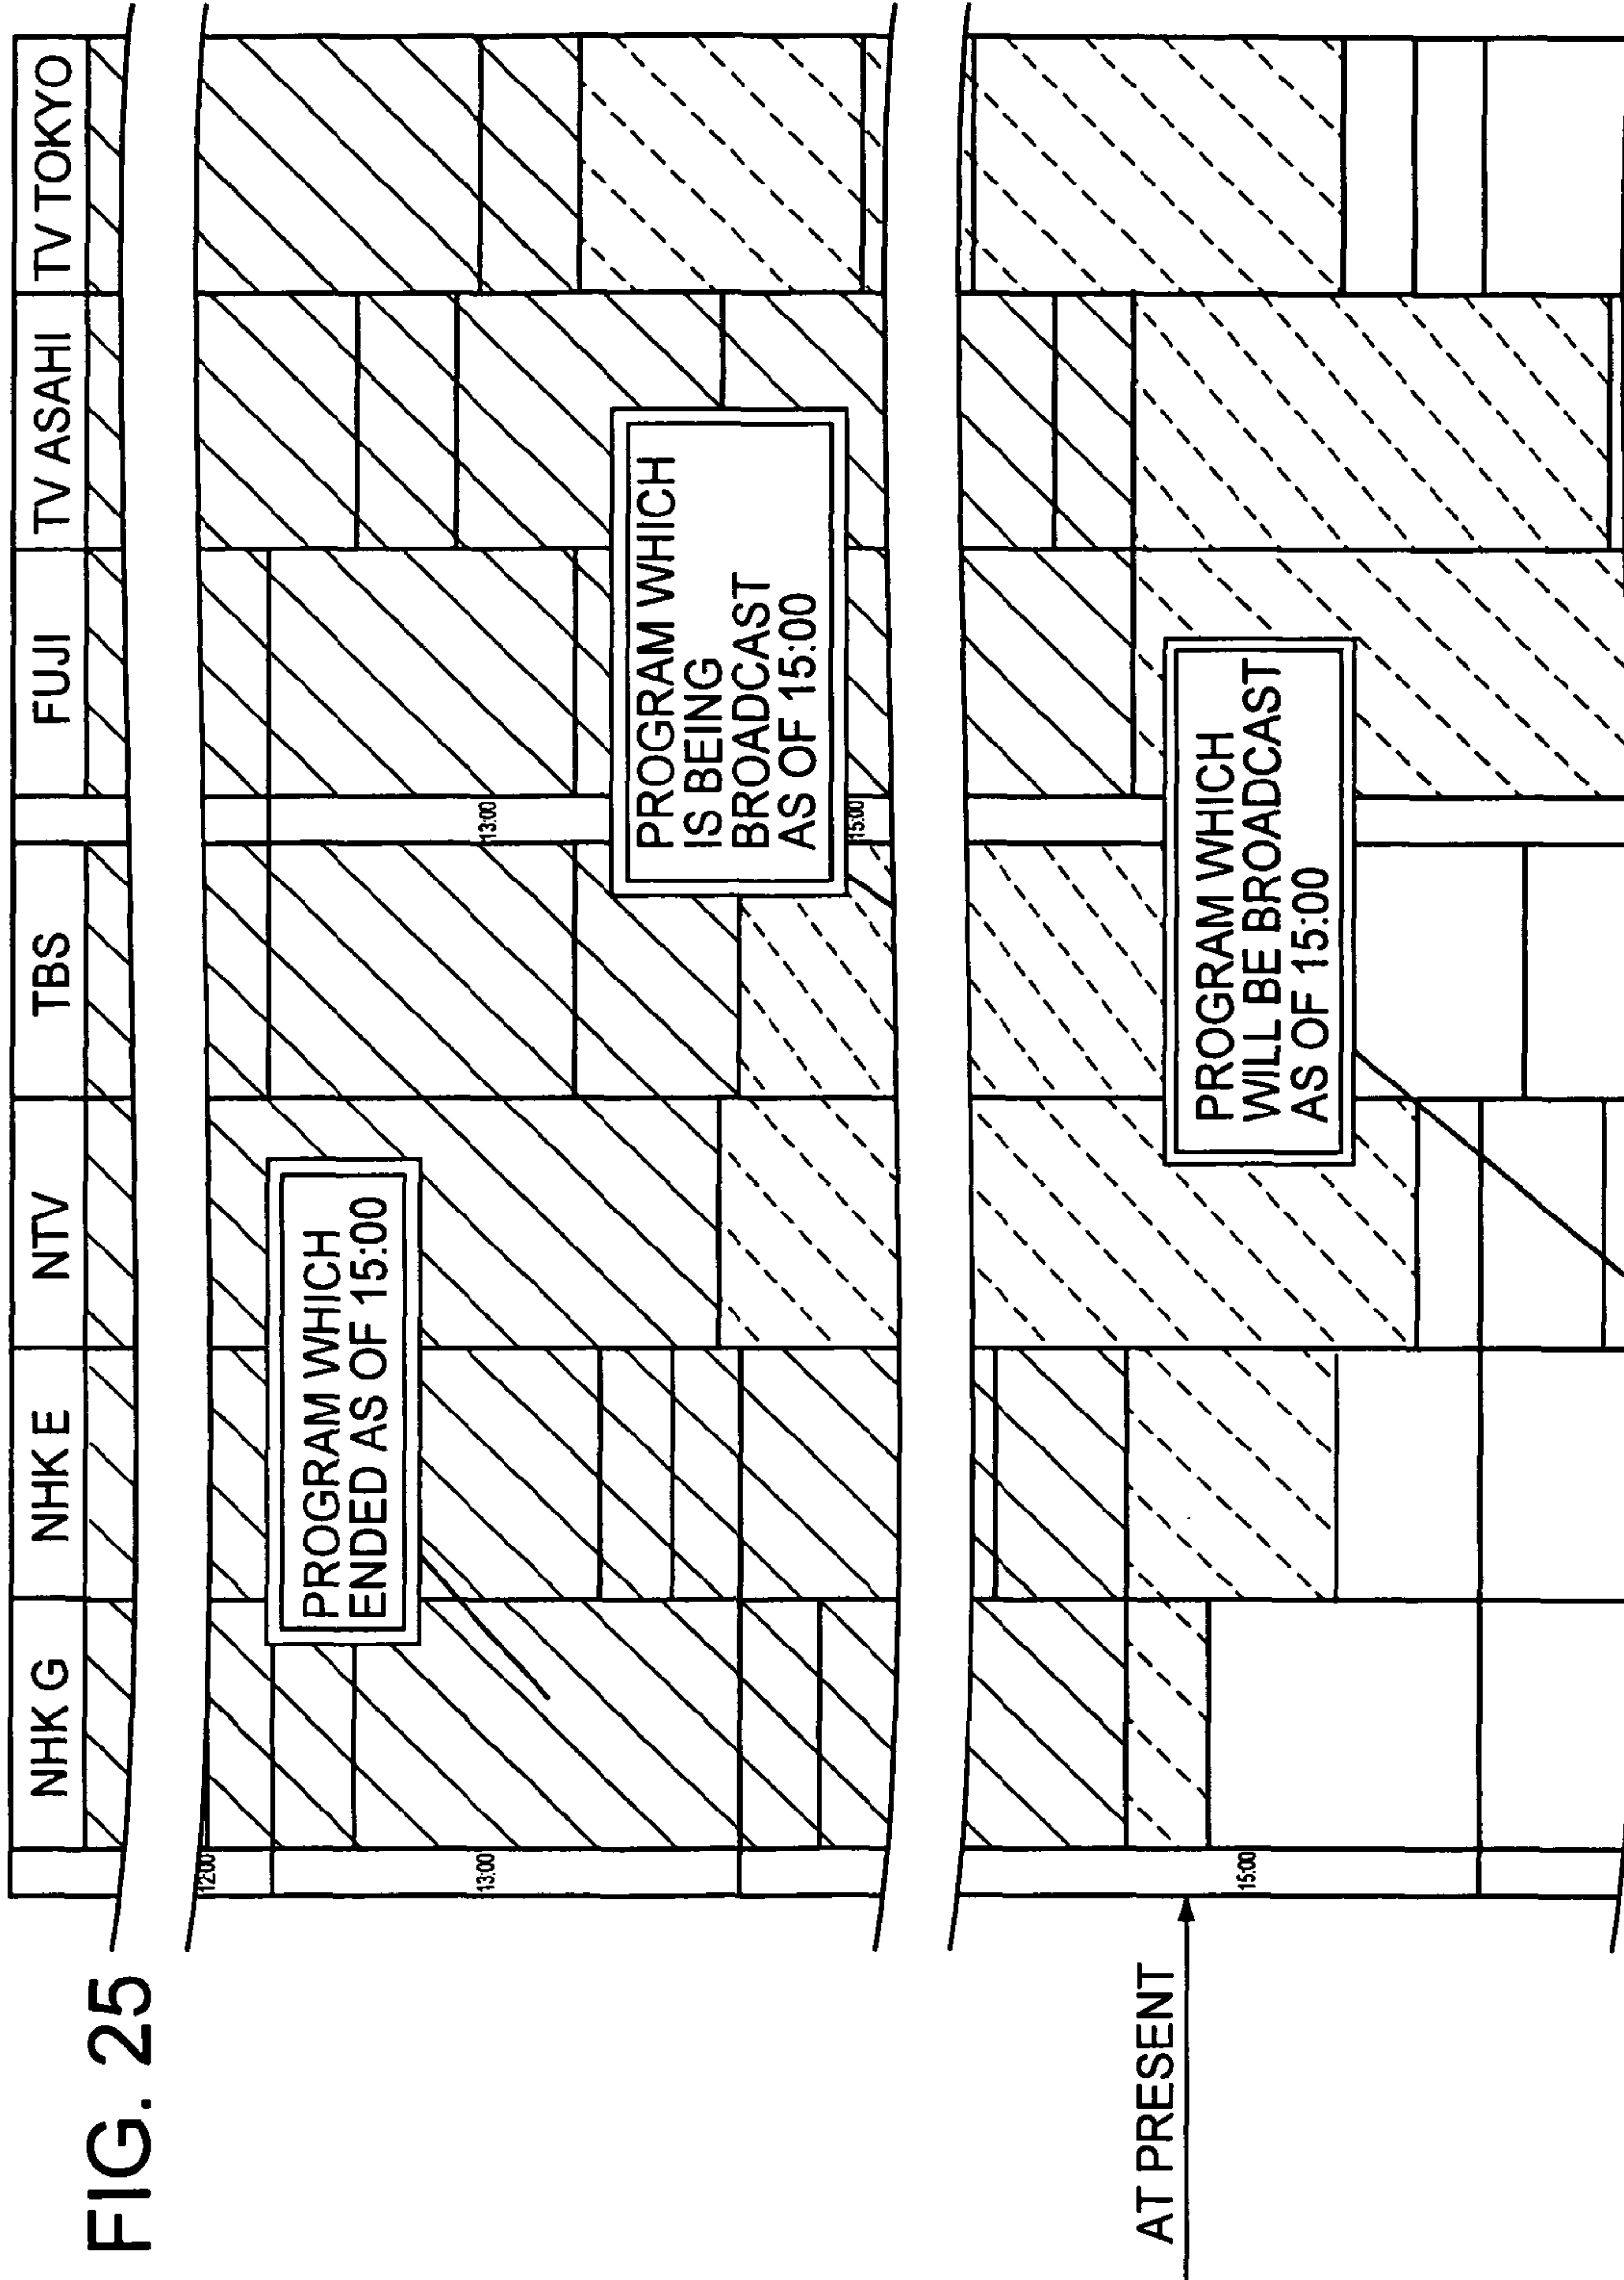 FIG. 25
NHK G
NHK E
NTV
TBS
FUJI
TV ASAHI
TV TOKYO
12:00
13:00
13:00
PROGRAM WHICH
ENDED AS OF 15:00
PROGRAM WHICH
IS BEING
BROADCAST
AS OF 15:00
15:00
AT PRESENT
15:00
PROGRAM WHICH
WILL BE BROADCAST
AS OF 15:00